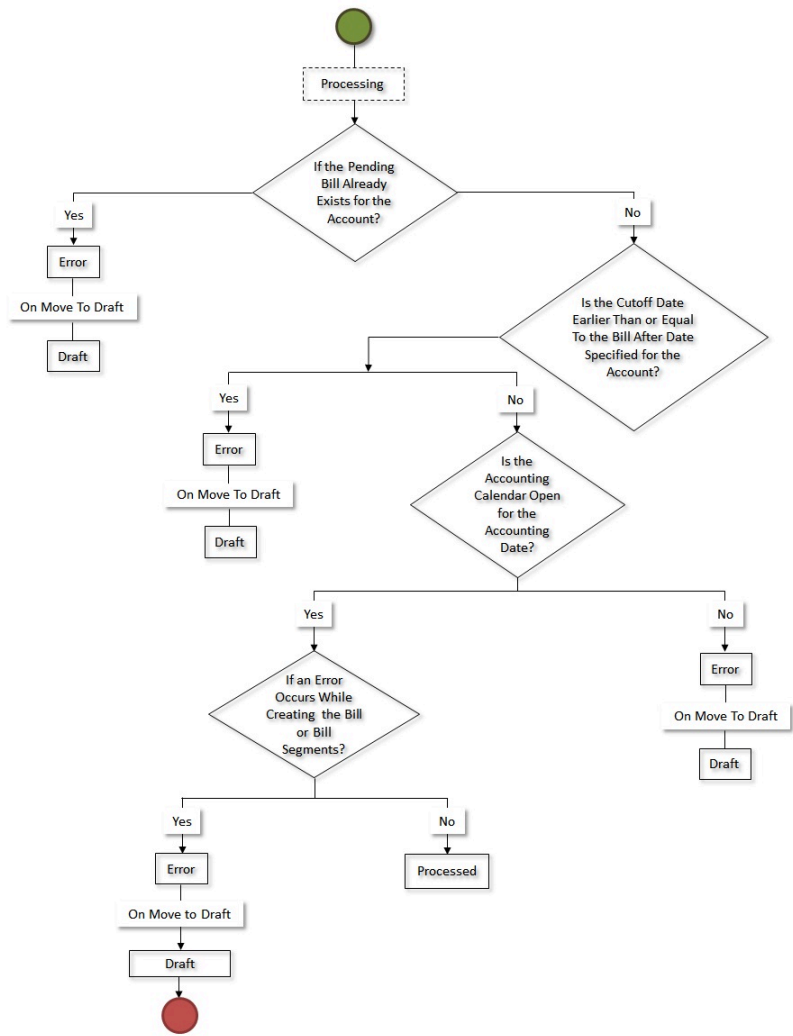 Processing
If the Pending
Bill Already
Exists for the
Account?
Yes
No
Error
On Move To Draft
Draft
Is the Cutoff Date
Earlier Than or Equal
To the Bill After Date
Specified for the
Account?
Yes
No
Error
On Move To Draft
Draft
Is the
Accounting
Calendar Open
for the
Accounting
Date?
Yes
No
Error
On Move To Draft
Draft
If an Error
Occurs While
Creating the Bill
or Bill
Segments?
Yes
No
Error
Processed
On Move to Draft
Draft